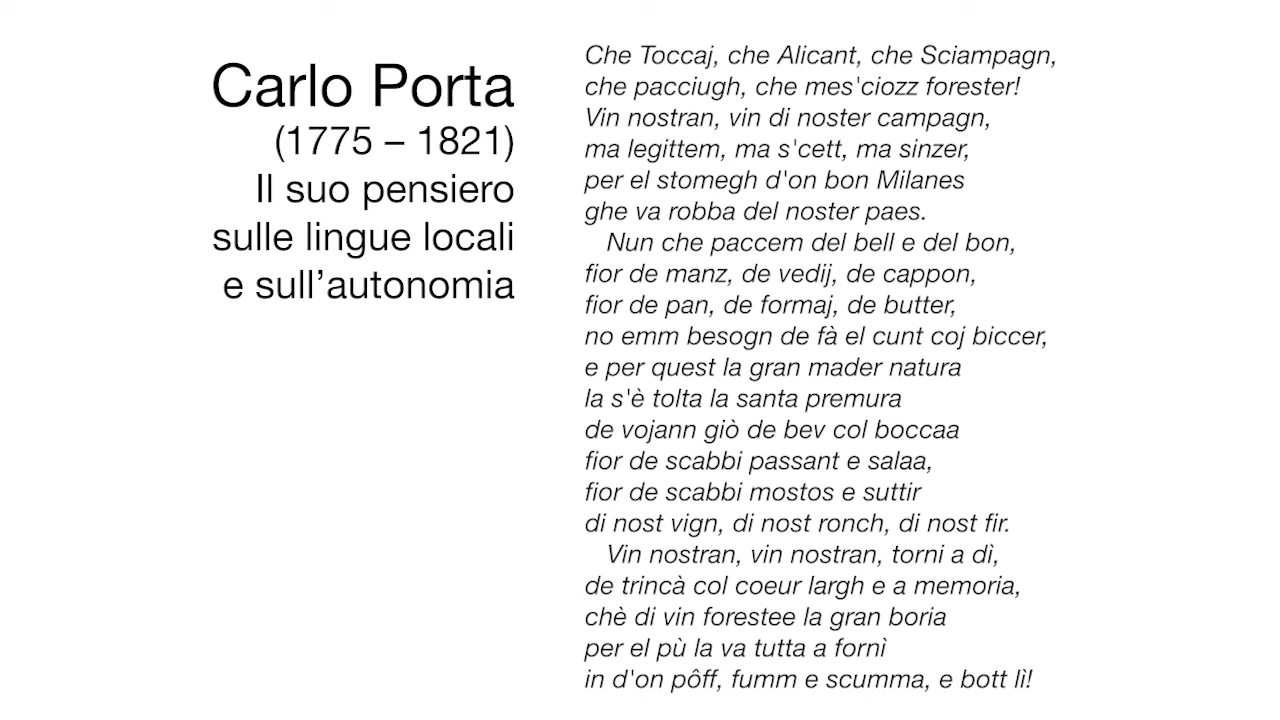 Carlo Porta
(1775 – 1821)
Il suo pensiero
sulle lingue locali
e sull’autonomia
Che Toccaj, che Alicant, che Sciampagn,
che pacciugh, che mes'ciozz forester!
Vin nostran, vin di noster campagn,
ma legittem, ma s'cett, ma sinzer,
per el stomegh d'on bon Milanes
ghe va robba del noster paes.
Nun che paccem del bell e del bon,
fior de manz, de vedij, de cappon,
fior de pan, de formaj, de butter,
no emm besogn de fà el cunt coj biccer,
e per quest la gran mader natura
la s'è tolta la santa premura
de vojann giò de bev col boccaa
fior de scabbi passant e salaa,
fior de scabbi mostos e suttir
di nost vign, di nost ronch, di nost fir.
Vin nostran, vin nostran, torni a dì,
de trincà col coeur largh e a memoria,
chè di vin forestee la gran boria
per el pù la va tutta a fornì
in d'on pôff, fumm e scumma, e bott lì!